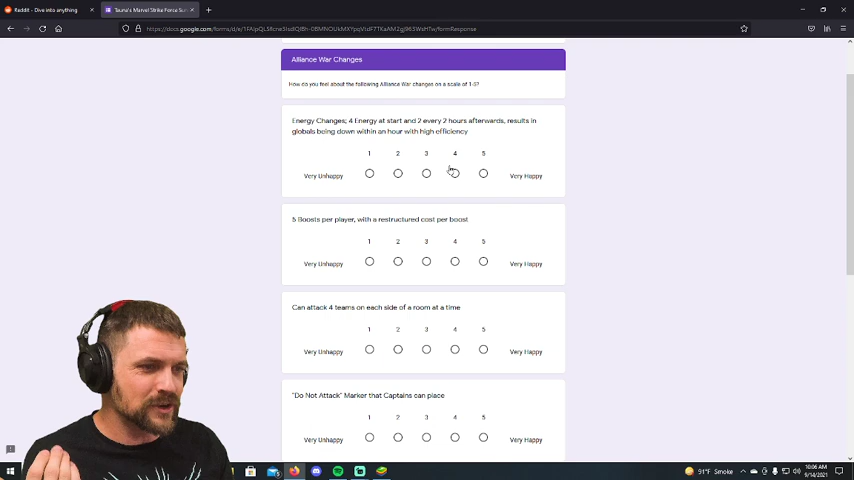 Reddit - Dive into anything
Tauna's Marvel Strike Force Sur
Alliance War Changes
How do you feel about the following Alliance War changes on a scale of 1-5?
Energy Changes; 4 Energy at start and 2 every 2 hours afterwards, results in
globals being down within an hour with high efficiency
1 2 3 4 5
Very Unhappy Very Happy
5 Boosts per player, with a restructured cost per boost
1 2 3 4 5
Very Unhappy Very Happy
Can attack 4 teams on each side of a room at a time
1 2 3 4 5
Very Unhappy Very Happy
"Do Not Attack" Marker that Captains can place
1 2 3 4 5
Very Unhappy Very Happy
91°F Smoke
10:06 AM
9/14/2021